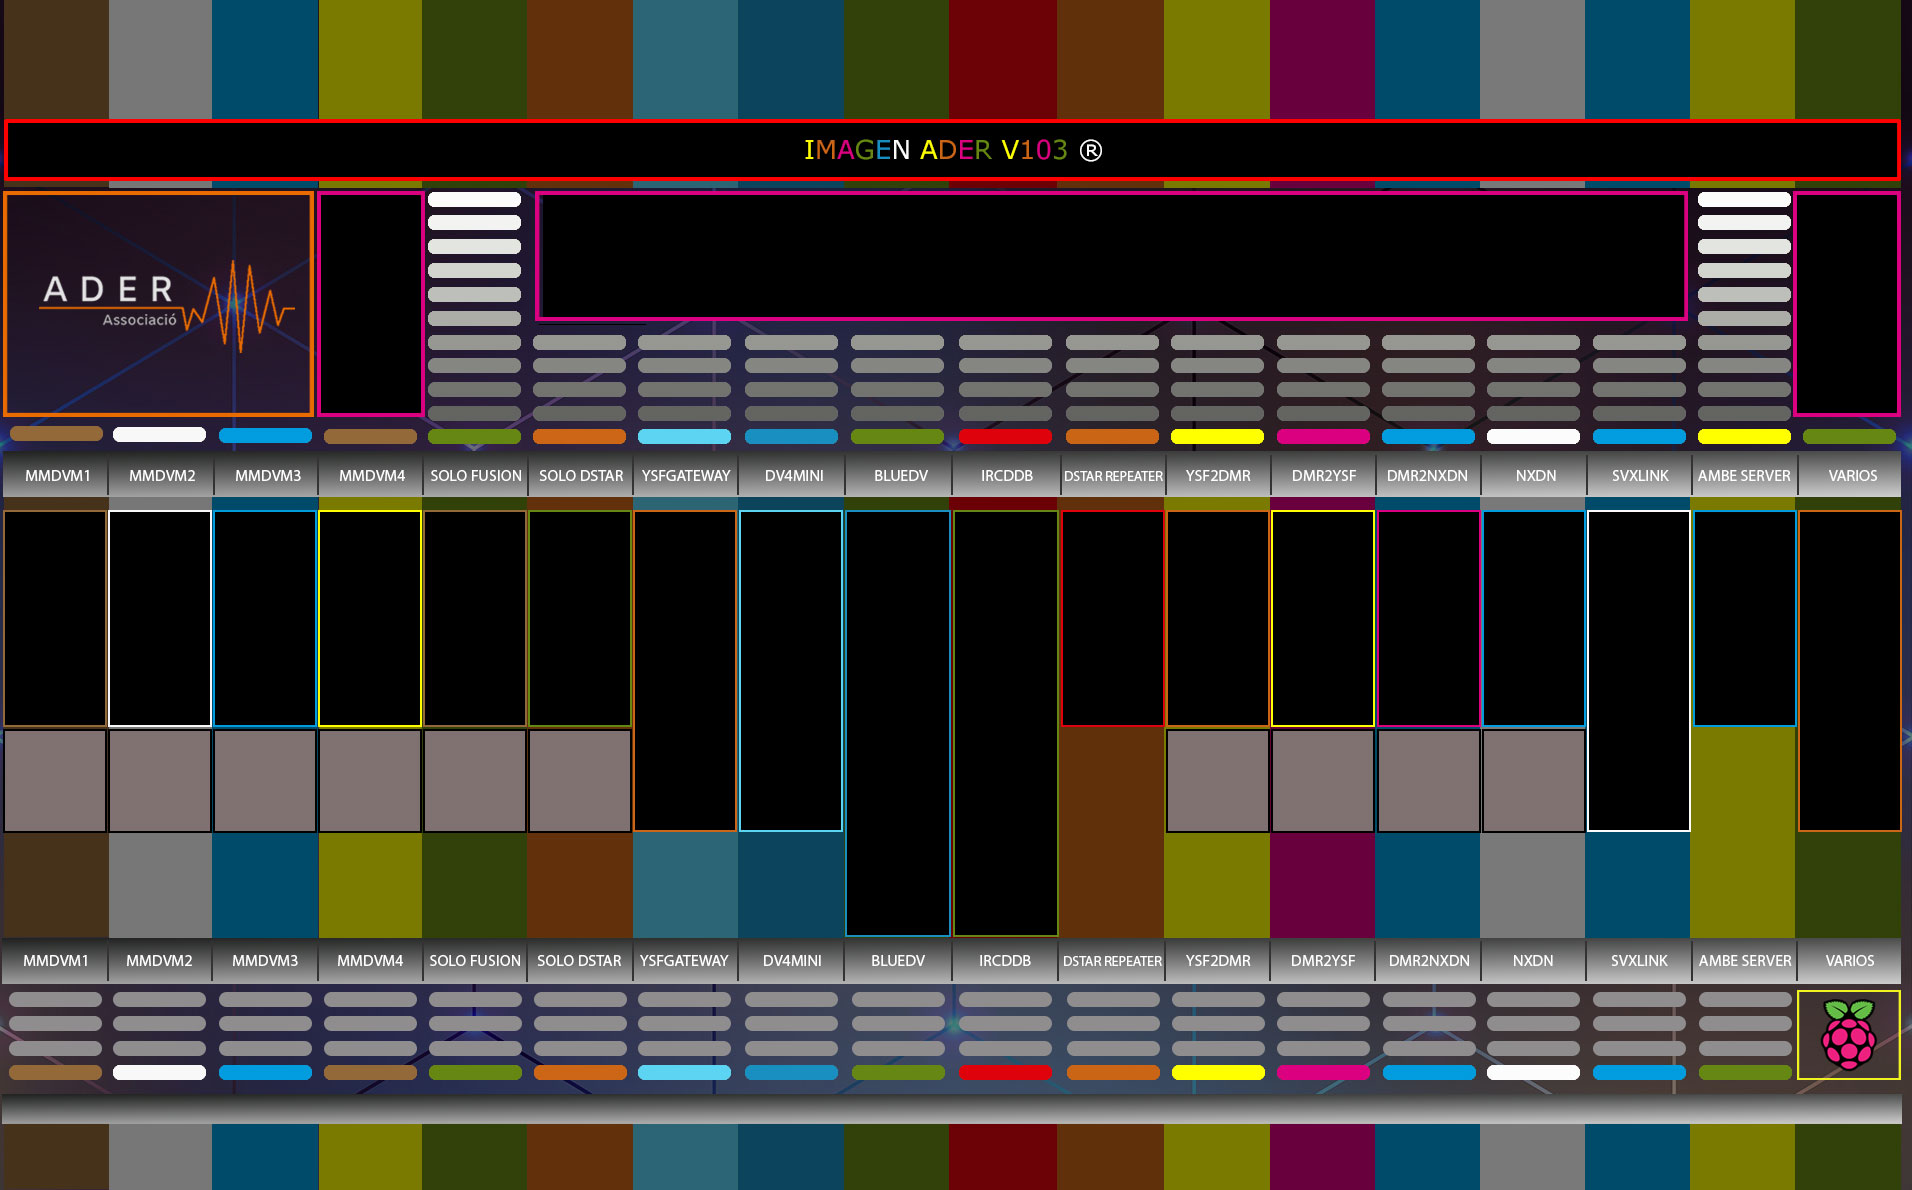 IMAGEN ADER V103 ®
ADER
Associació
MMDVM1 MMDVM2 MMDVM3 MMDVM4 SOLO FUSION SOLO DSTAR YSFGATEWAY DV4MINI BLUEDV IRCDDB DSTAR REPEATER YSF2DMR DMR2YSF DMR2NXDN NXDN SVXLINK AMBE SERVER VARIOS
MMDVM1 MMDVM2 MMDVM3 MMDVM4 SOLO FUSION SOLO DSTAR YSFGATEWAY DV4MINI BLUEDV IRCDDB DSTAR REPEATER YSF2DMR DMR2YSF DMR2NXDN NXDN SVXLINK AMBE SERVER VARIOS